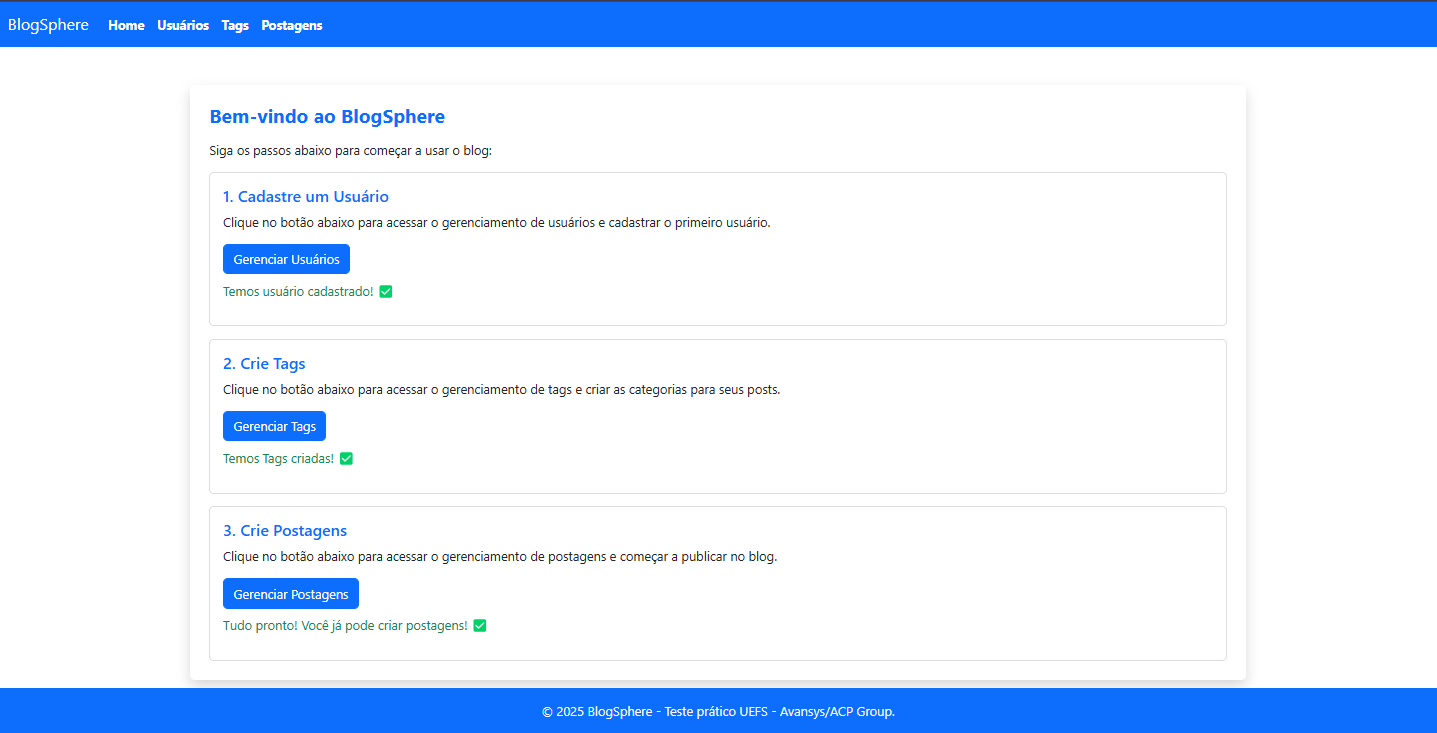 BlogSphere Home Usuários Tags Postagens
Bem-vindo ao BlogSphere
Siga os passos abaixo para começar a usar o blog:
1. Cadastre um Usuário
Clique no botão abaixo para acessar o gerenciamento de usuários e cadastrar o primeiro usuário.
Gerenciar Usuários
Temos usuário cadastrado! ✅
2. Crie Tags
Clique no botão abaixo para acessar o gerenciamento de tags e criar as categorias para seus posts.
Gerenciar Tags
Temos Tags criadas! ✅
3. Crie Postagens
Clique no botão abaixo para acessar o gerenciamento de postagens e começar a publicar no blog.
Gerenciar Postagens
Tudo pronto! Você já pode criar postagens! ✅
© 2025 BlogSphere - Teste prático UEFS - Avansys/ACP Group.